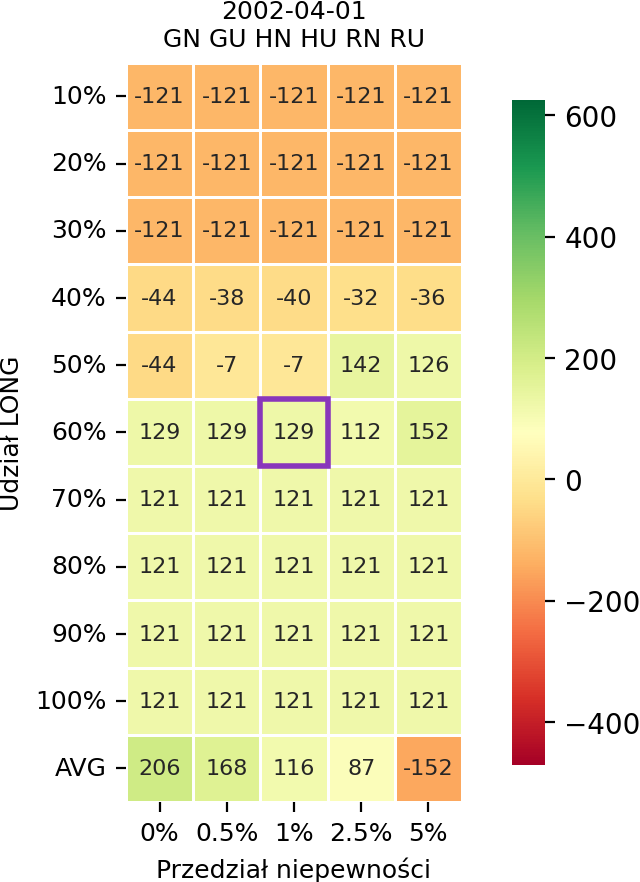 2002-04-01
GN GU HN HU RN RU
10% -121 -121 -121 -121 -121
20% -121 -121 -121 -121 -121
30% -121 -121 -121 -121 -121
40% -44 -38 -40 -32 -36
50% -44 -7 -7 142 126
60% 129 129 129 112 152
70% 121 121 121 121 121
80% 121 121 121 121 121
90% 121 121 121 121 121
100% 121 121 121 121 121
AVG 206 168 116 87 -152
0% 0.5% 1% 2.5% 5%
Przedział niepewności
Udział LONG
600
400
200
0
−200
−400